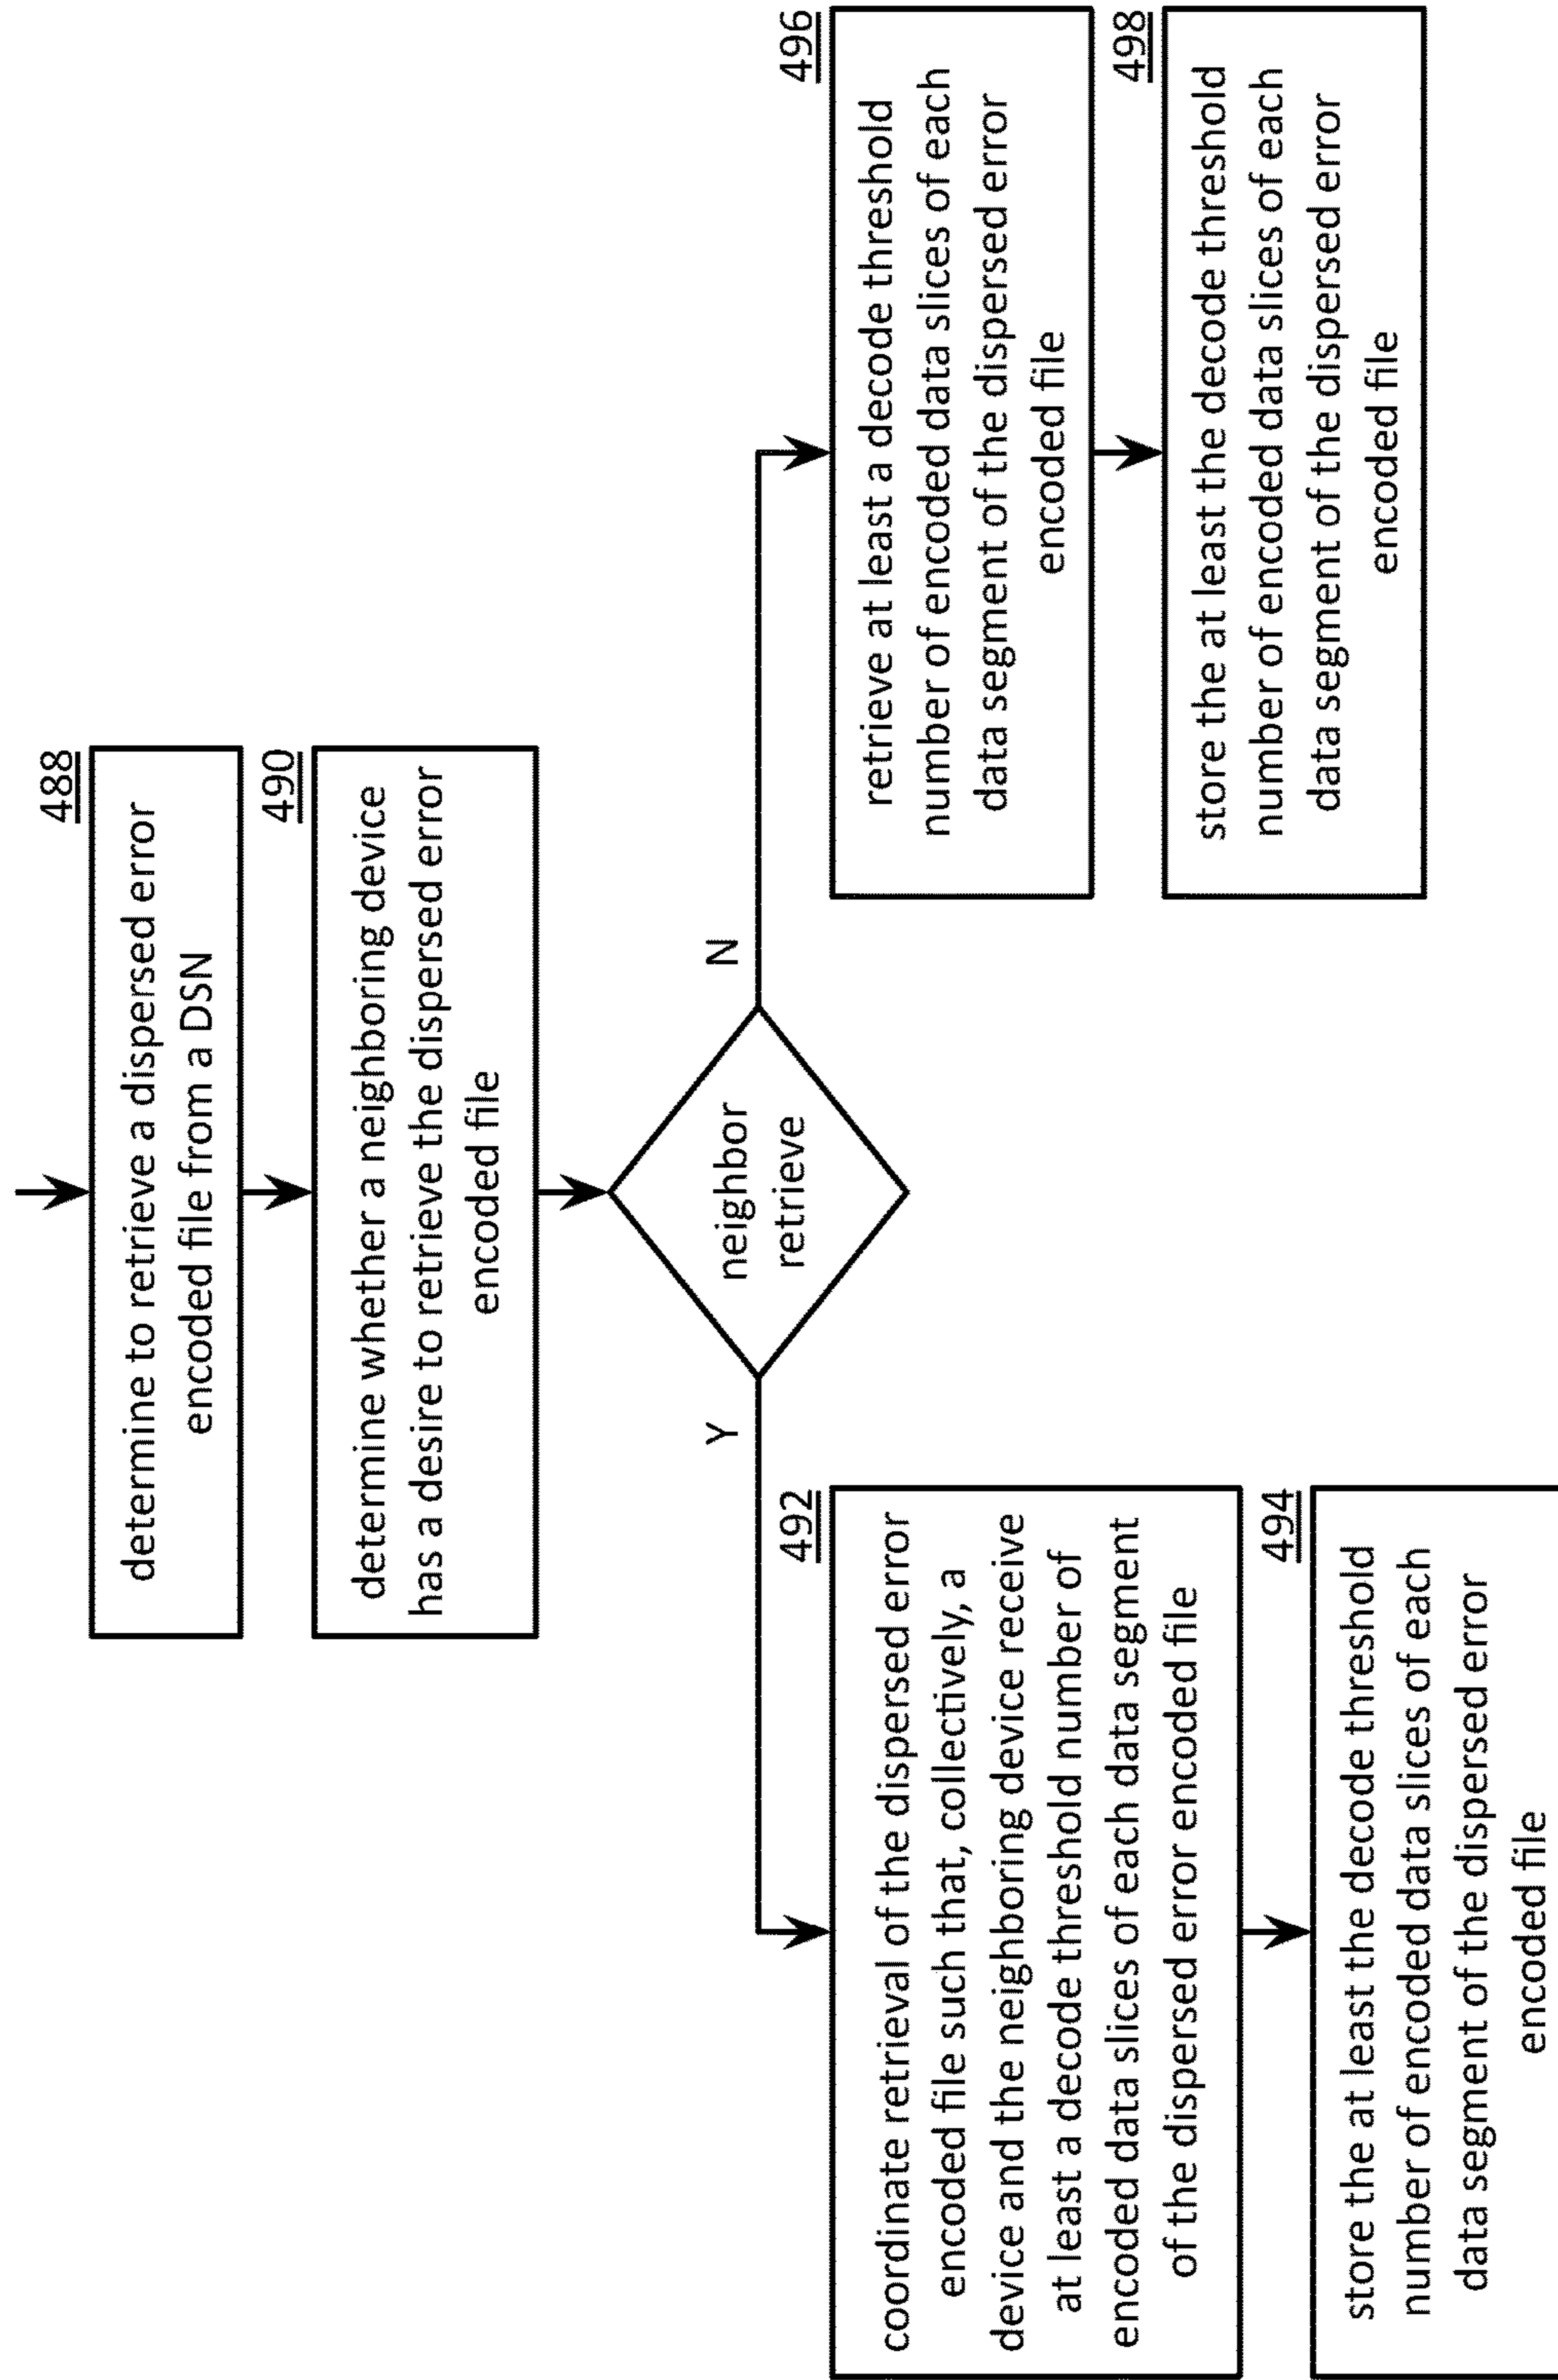 488
determine to retrieve a dispersed error
encoded file from a DSN
490
determine whether a neighboring device
has a desire to retrieve the dispersed error
encoded file
neighbor
retrieve
Y
N
492
coordinate retrieval of the dispersed error
encoded file such that, collectively, a
device and the neighboring device receive
at least a decode threshold number of
encoded data slices of each data segment
of the dispersed error encoded file
494
store the at least the decode threshold
number of encoded data slices of each
data segment of the dispersed error
encoded file
496
retrieve at least a decode threshold
number of encoded data slices of each
data segment of the dispersed error
encoded file
498
store the at least the decode threshold
number of encoded data slices of each
data segment of the dispersed error
encoded file